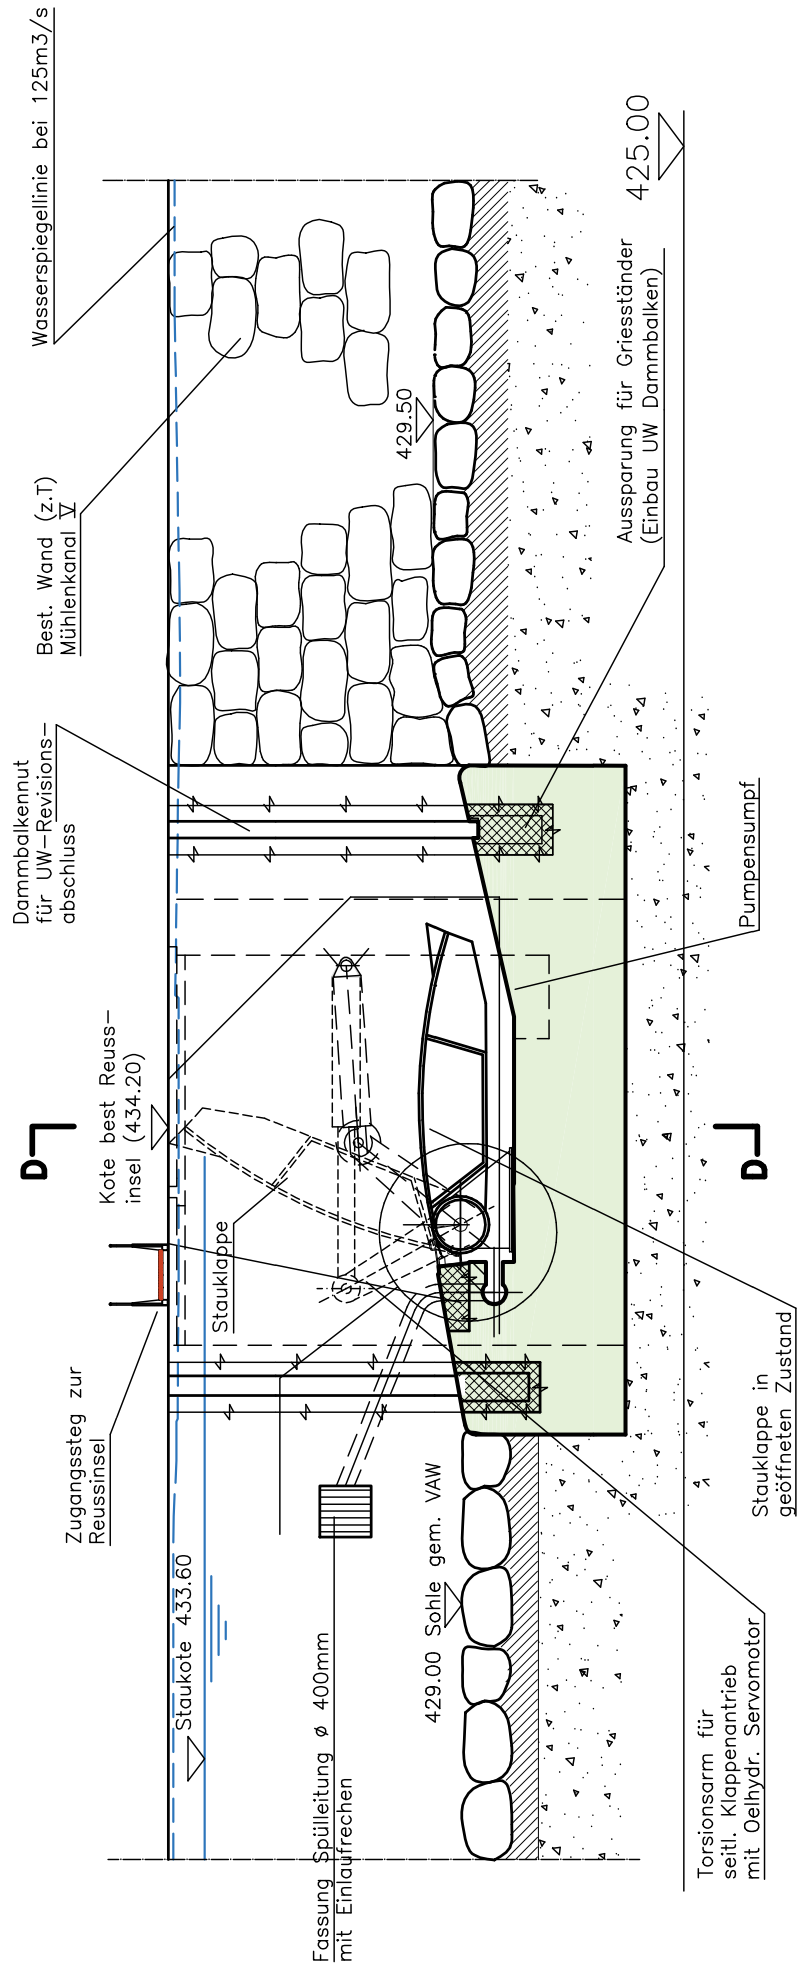 Wasserspiegellinie bei 125m3/s
Best. Wand (z.T)
Mühlenkanal V
Dammbalkennut
für UW-Revisions-
abschluss
Kote best Reuss-
insel (434.20)
D
Zugangssteg zur
Reussinsel
Staukote 433.60
Fassung Spülleitung ø 400mm
mit Einlaufrechen
Stauklappe
429.00 Sohle gem. VAW
429.50
425.00
Aussparung für Griesständer
(Einbau UW Dammbalken)
Pumpensumpf
D
Stauklappe in
geöffneten Zustand
Torsionsarm für
seitl. Klappenantrieb
mit Oelhydr. Servomotor